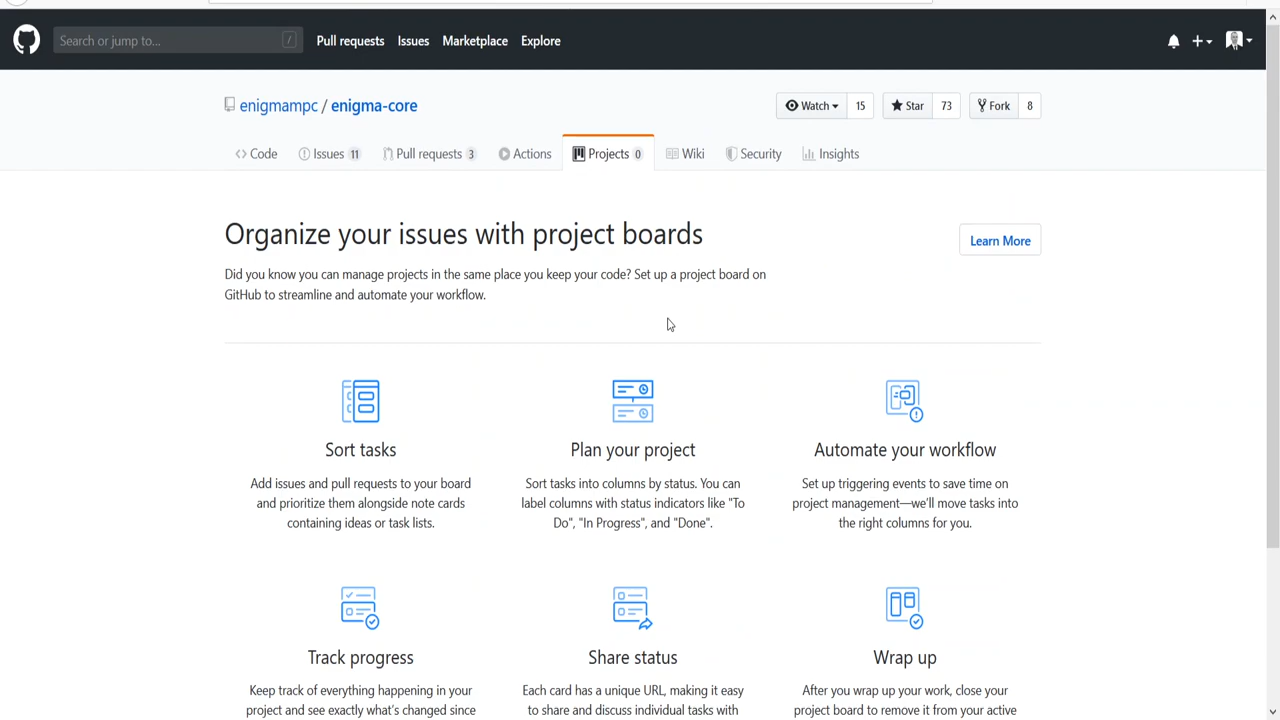 Search or jump to... /
Pull requests Issues Marketplace Explore
enigmampc / enigma-core
Watch 15 Star 73 Fork 8
Code Issues 11 Pull requests 3 Actions Projects 0 Wiki Security Insights
Organize your issues with project boards
Learn More
Did you know you can manage projects in the same place you keep your code? Set up a project board on
GitHub to streamline and automate your workflow.
Sort tasks
Add issues and pull requests to your board
and prioritize them alongside note cards
containing ideas or task lists.
Plan your project
Sort tasks into columns by status. You can
label columns with status indicators like "To
Do", "In Progress", and "Done".
Automate your workflow
Set up triggering events to save time on
project management—we’ll move tasks into
the right columns for you.
Track progress
Keep track of everything happening in your
project and see exactly what’s changed since
Share status
Each card has a unique URL, making it easy
to share and discuss individual tasks with
Wrap up
After you wrap up your work, close your
project board to remove it from your active